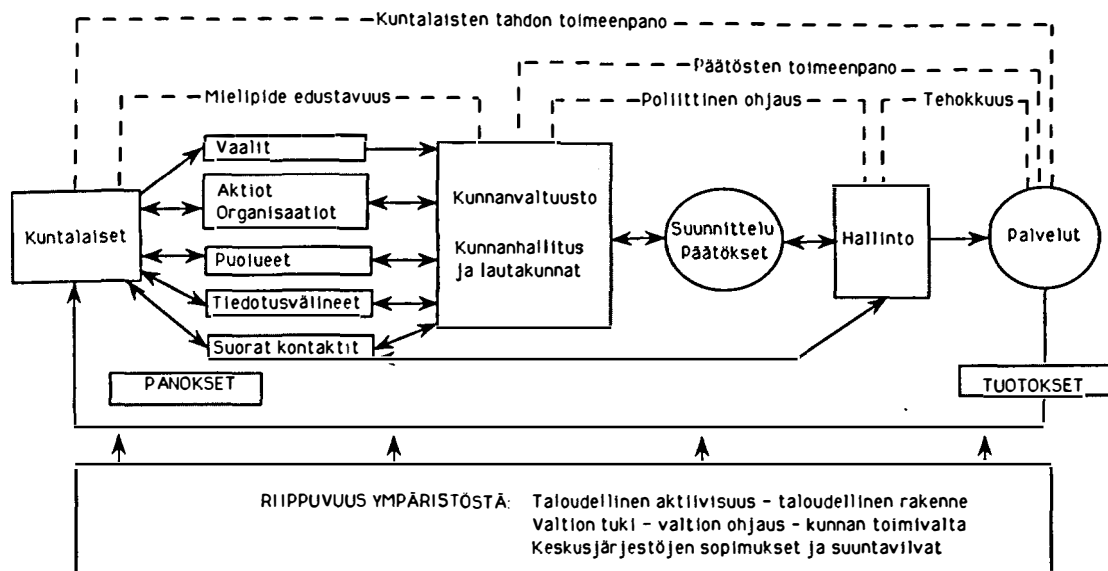 Kuntalaisten tahdon toimeenpano
Päätösten toimeenpano
Mielipide edustavuus
Poliittinen ohjaus
Tehokkuus
Vaalit
Aktiot
Organisaatiot
Kuntalaiset
Puolueet
Tiedotusvälineet
Suorat kontaktit
Kunnanvaltuusto
Kunnanhallitus
ja lautakunnat
Suunnittelu
Päätökset
Hallinto
Palvelut
PANOKSET
TUOTOKSET
RIIPPUVUUS YMPÄRISTÖSTÄ: Taloudellinen aktiivisuus - taloudellinen rakenne
Valtion tuki - valtion ohjaus - kunnan toimivalta
Keskusjärjestöjen sopimukset ja suuntavilvat